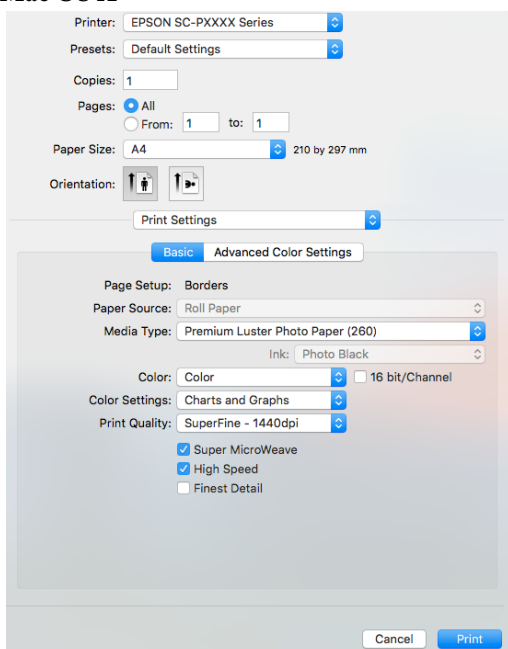 Printer: EPSON SC-PXXXX Series
Presets: Default Settings
Copies: 1
Pages: All
From: 1 to: 1
Paper Size: A4 210 by 297 mm
Orientation:
Print Settings
Basic Advanced Color Settings
Page Setup: Borders
Paper Source: Roll Paper
Media Type: Premium Luster Photo Paper (260)
Ink: Photo Black
Color: Color 16 bit/Channel
Color Settings: Charts and Graphs
Print Quality: SuperFine - 1440dpi
Super MicroWeave
High Speed
Finest Detail
Cancel Print